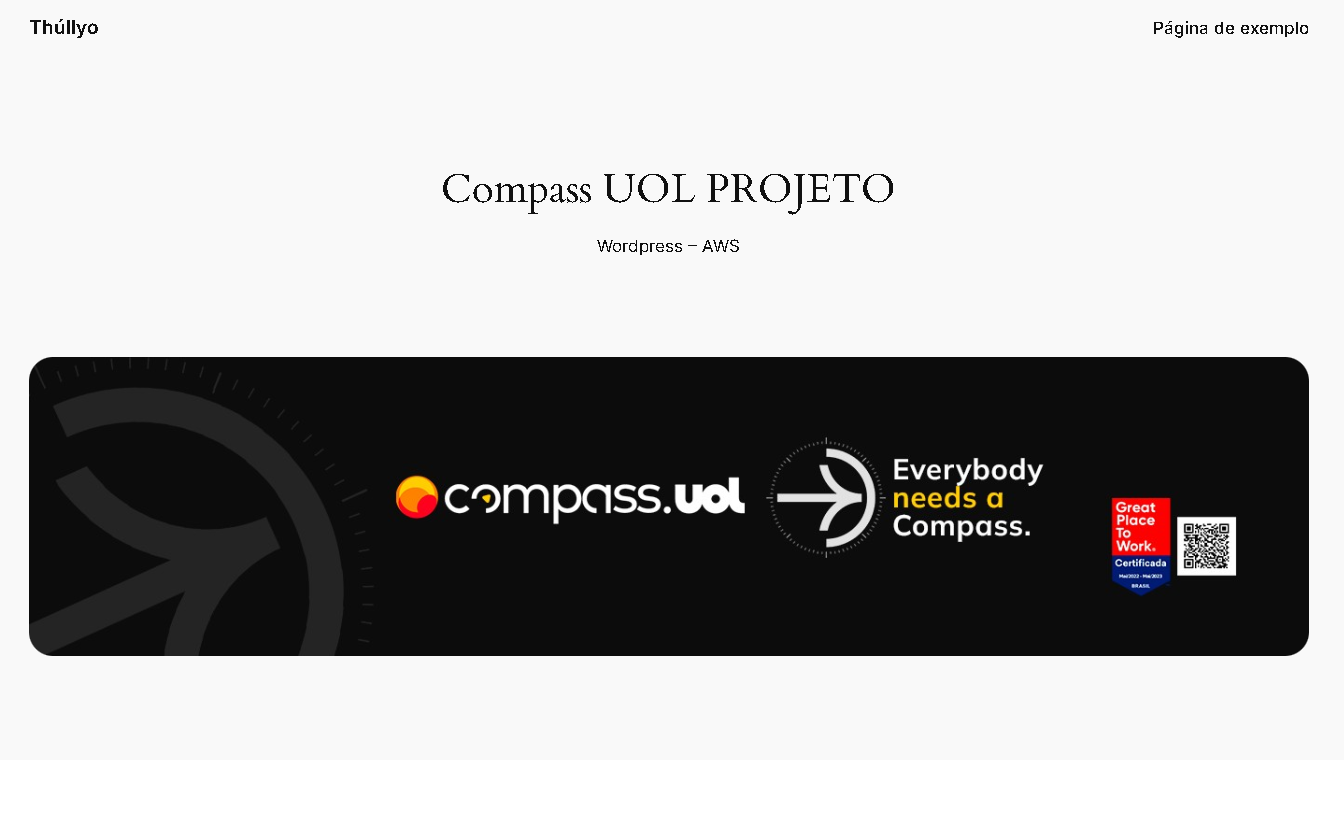 Thúllyo
Página de exemplo
Compass UOL PROJETO
Wordpress – AWS
compass.uol
Everybody
needs a
Compass.
Great
Place
To
Work.
Certificada
Mai/2022 - Mai/2023
BRASIL